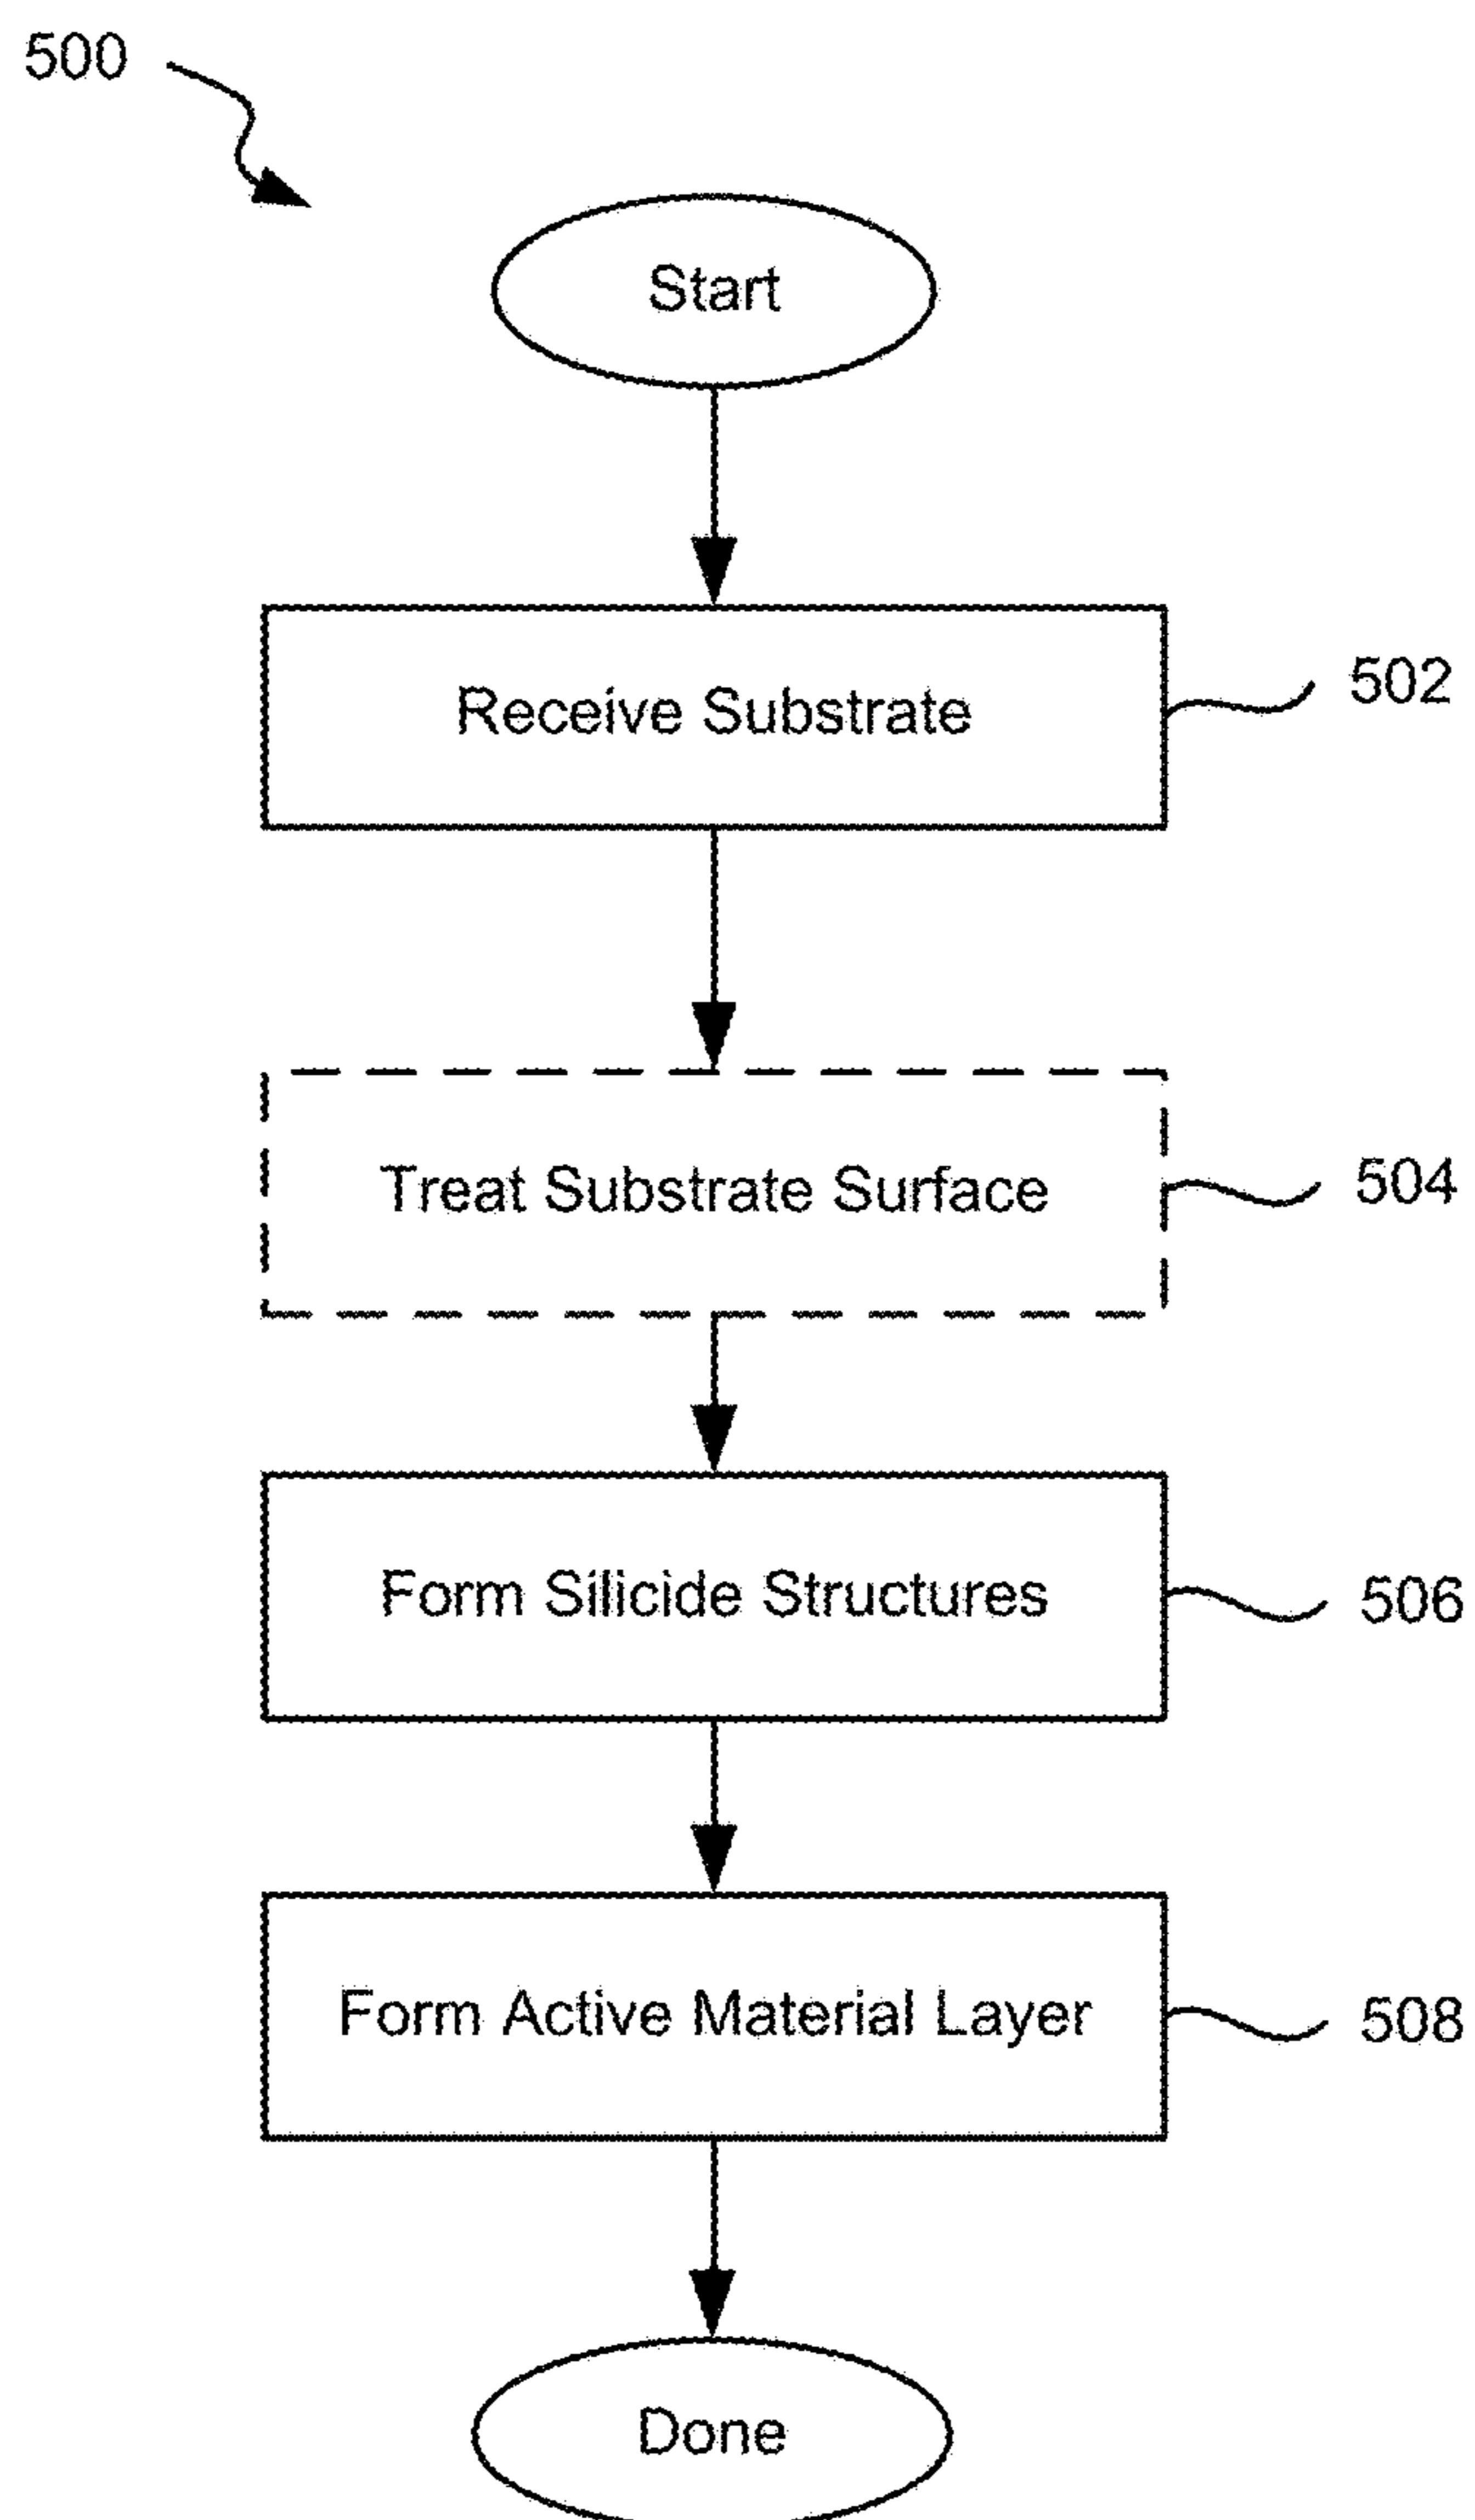 500
Start
Receive Substrate
502
Treat Substrate Surface
504
Form Silicide Structures
506
Form Active Material Layer
508
Done